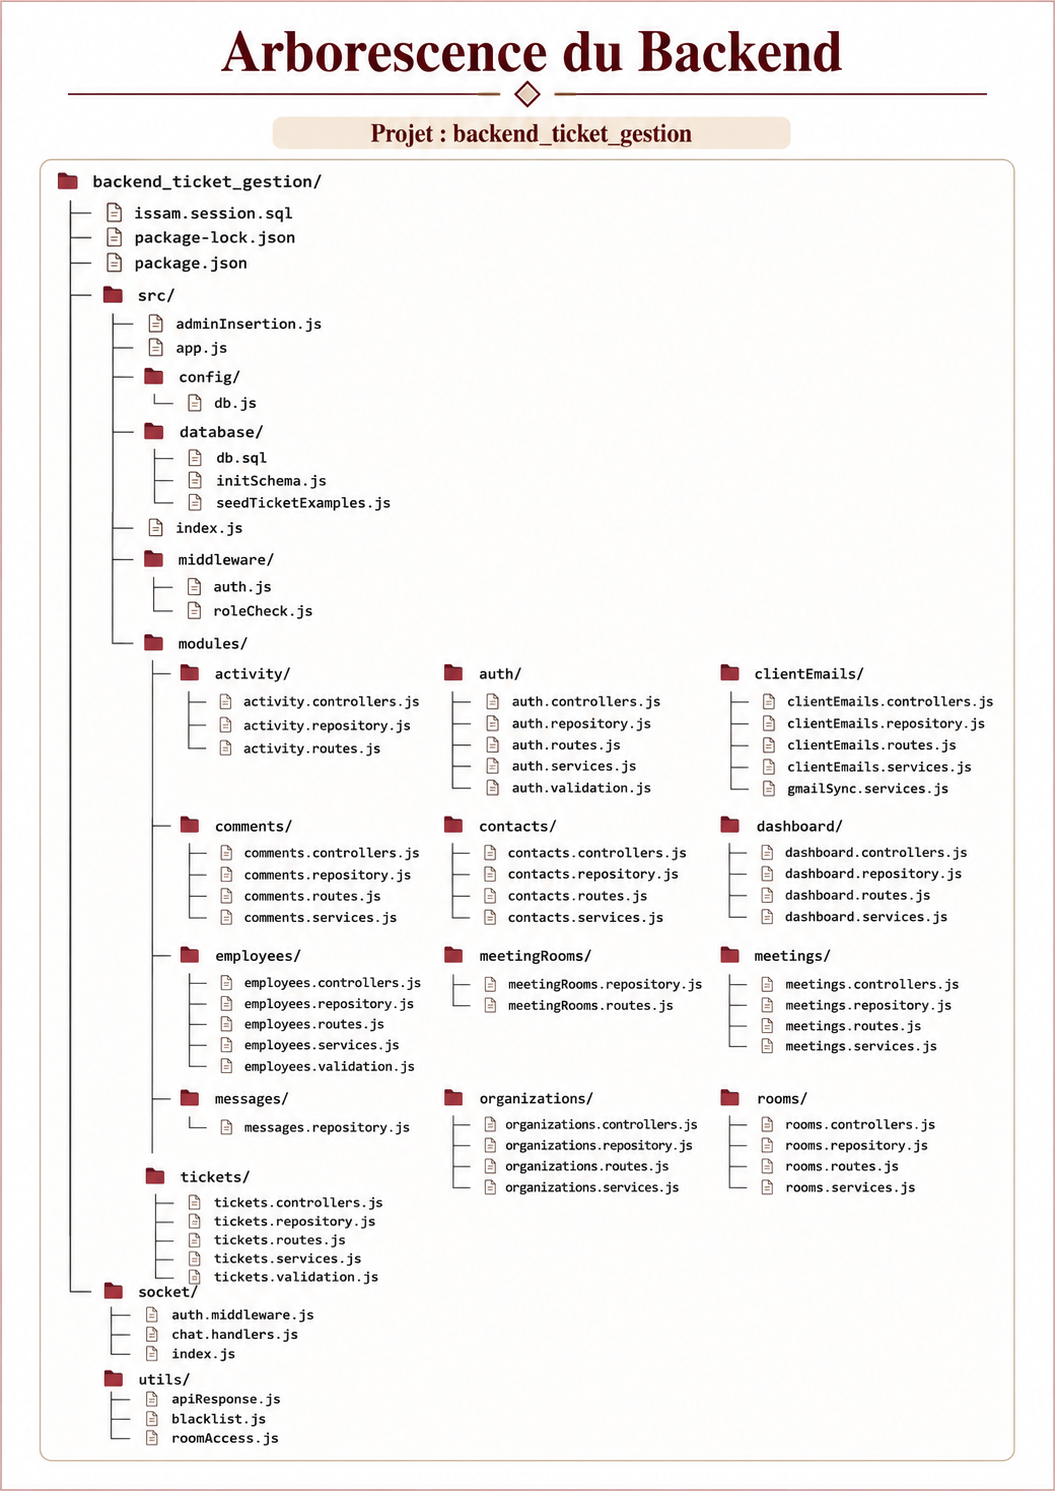 Arborescence du Backend
Projet : backend_ticket_gestion
backend_ticket_gestion/
issam.session.sql
package-lock.json
package.json
src/
adminInsertion.js
app.js
config/
db.js
database/
db.sql
initSchema.js
seedTicketExamples.js
index.js
middleware/
auth.js
roleCheck.js
modules/
activity/
activity.controllers.js
activity.repository.js
activity.routes.js
auth/
auth.controllers.js
auth.repository.js
auth.routes.js
auth.services.js
auth.validation.js
clientEmails/
clientEmails.controllers.js
clientEmails.repository.js
clientEmails.routes.js
clientEmails.services.js
gmailSync.services.js
comments/
comments.controllers.js
comments.repository.js
comments.routes.js
comments.services.js
contacts/
contacts.controllers.js
contacts.repository.js
contacts.routes.js
contacts.services.js
dashboard/
dashboard.controllers.js
dashboard.repository.js
dashboard.routes.js
dashboard.services.js
employees/
employees.controllers.js
employees.repository.js
employees.routes.js
employees.services.js
employees.validation.js
meetingRooms/
meetingRooms.repository.js
meetingRooms.routes.js
meetings/
meetings.controllers.js
meetings.repository.js
meetings.routes.js
meetings.services.js
messages/
messages.repository.js
organizations/
organizations.controllers.js
organizations.repository.js
organizations.routes.js
organizations.services.js
rooms/
rooms.controllers.js
rooms.repository.js
rooms.routes.js
rooms.services.js
tickets/
tickets.controllers.js
tickets.repository.js
tickets.routes.js
tickets.services.js
tickets.validation.js
socket/
auth.middleware.js
chat.handlers.js
index.js
utils/
apiResponse.js
blacklist.js
roomAccess.js